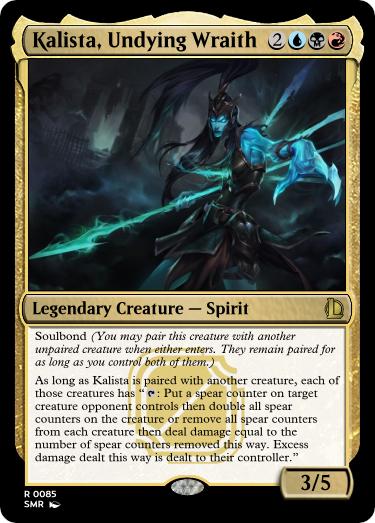 Kalista, Undying Wraith 2
Legendary Creature — Spirit
Soulbond (You may pair this creature with another
unpaired creature when either enters. They remain paired for
as long as you control both of them.)
As long as Kalista is paired with another creature, each of
those creatures has “: Put a spear counter on target
creature opponent controls then double all spear
counters on the creature or remove all spear counters
from each creature then deal damage equal to the
number of spear counters removed this way. Excess
damage dealt this way is dealt to their controller.”
3/5
R 0085
SMR